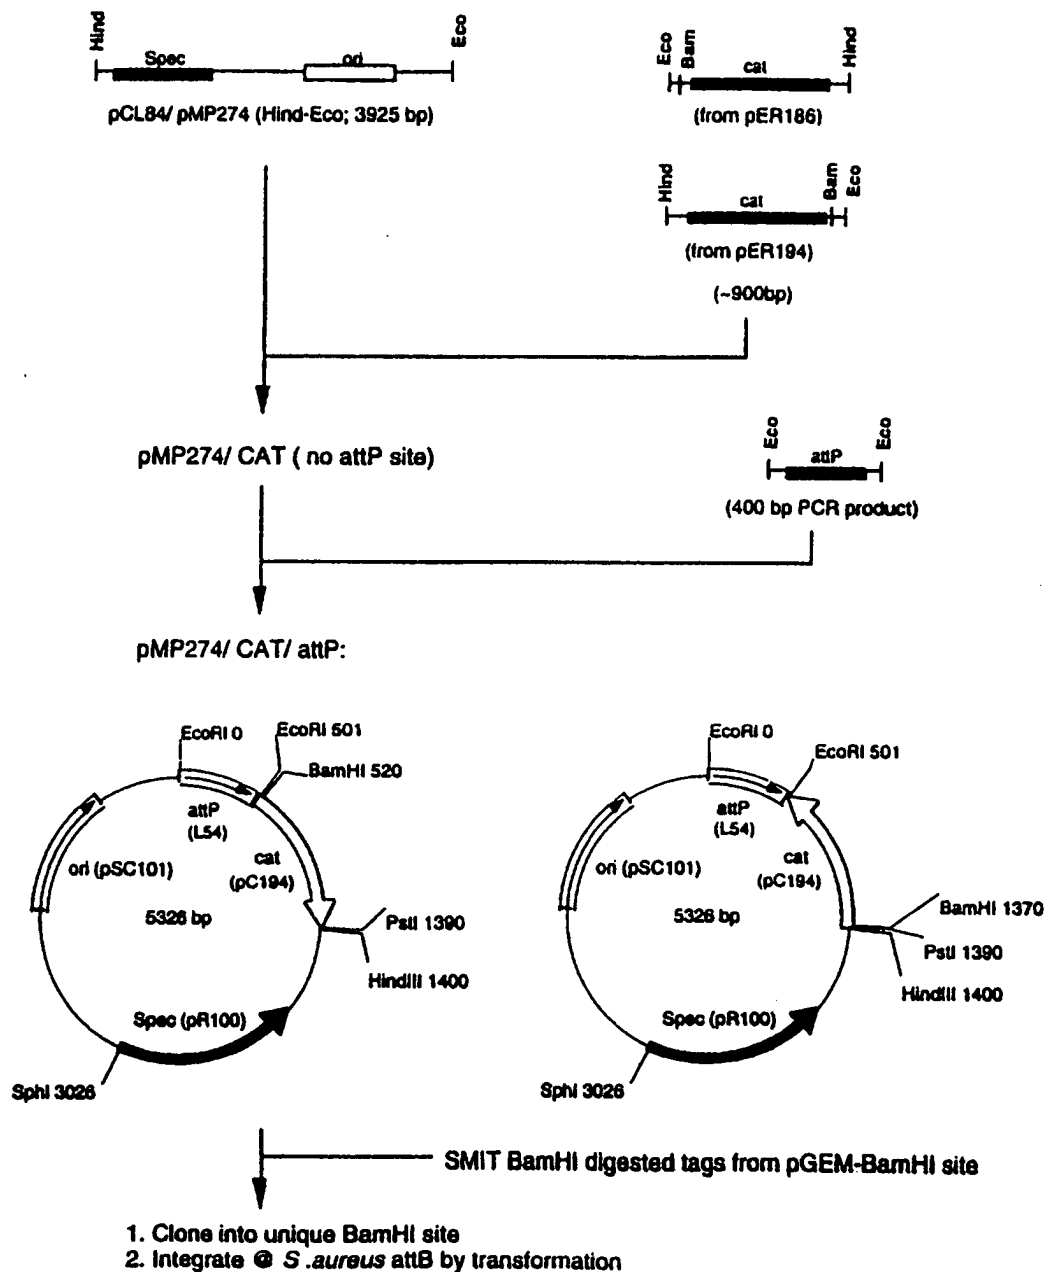 Hind
Spec
ori
Eco
pCL84/ pMP274 (Hind-Eco; 3925 bp)
Eco
Bam
cat
Hind
(from pER186)
Hind
cat
Bam
Eco
(from pER194)
(~900bp)
pMP274/ CAT ( no attP site)
Eco
attP
Eco
(400 bp PCR product)
pMP274/ CAT/ attP:
EcoRI 0
EcoRI 501
BamHI 520
attP
(L54)
ori (pSC101)
cat
(pC194)
5326 bp
PstI 1390
HindIII 1400
Spec (pR100)
SphI 3026
EcoRI 0
EcoRI 501
attP
(L54)
ori (pSC101)
cat
(pC194)
5326 bp
BamHI 1370
PstI 1390
HindIII 1400
Spec (pR100)
SphI 3026
SMIT BamHI digested tags from pGEM-BamHI site
1. Clone into unique BamHI site
2. Integrate @ S .aureus attB by transformation